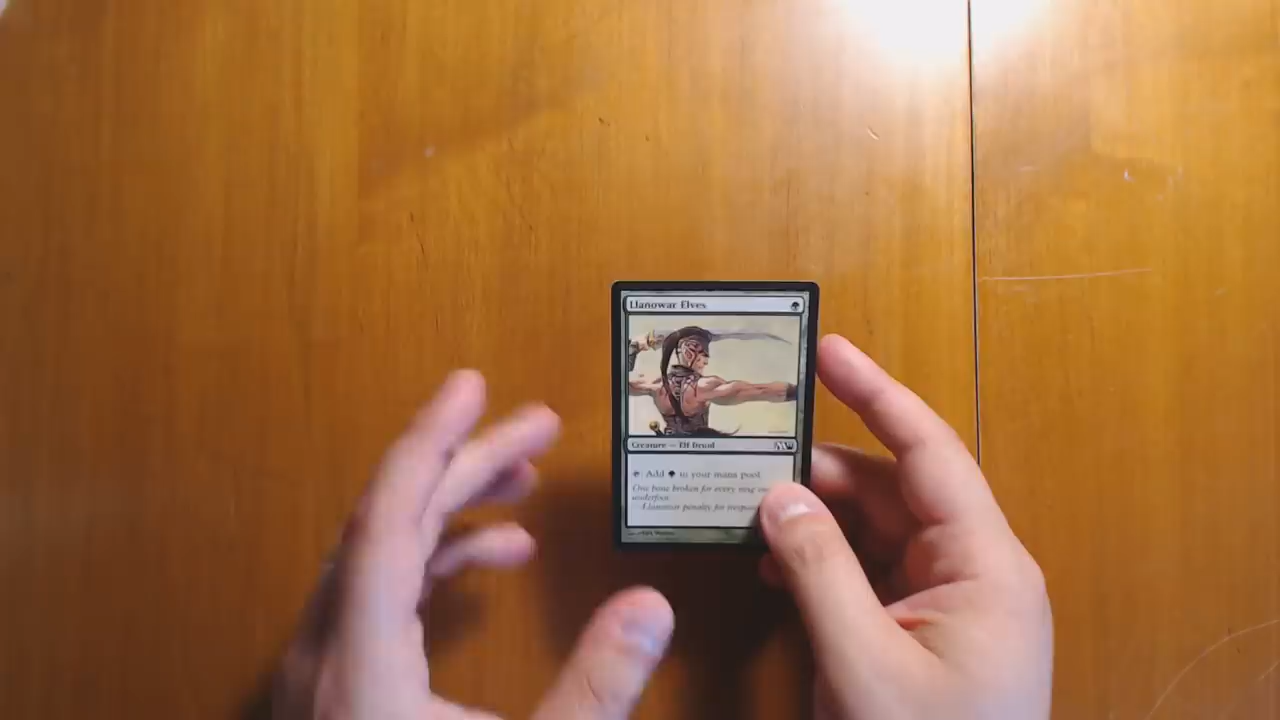 Llanowar Elves
Creature — Elf Druid
: Add to your mana pool.
One bone broken for every twig
underfoot.
—Llanowar penalty for